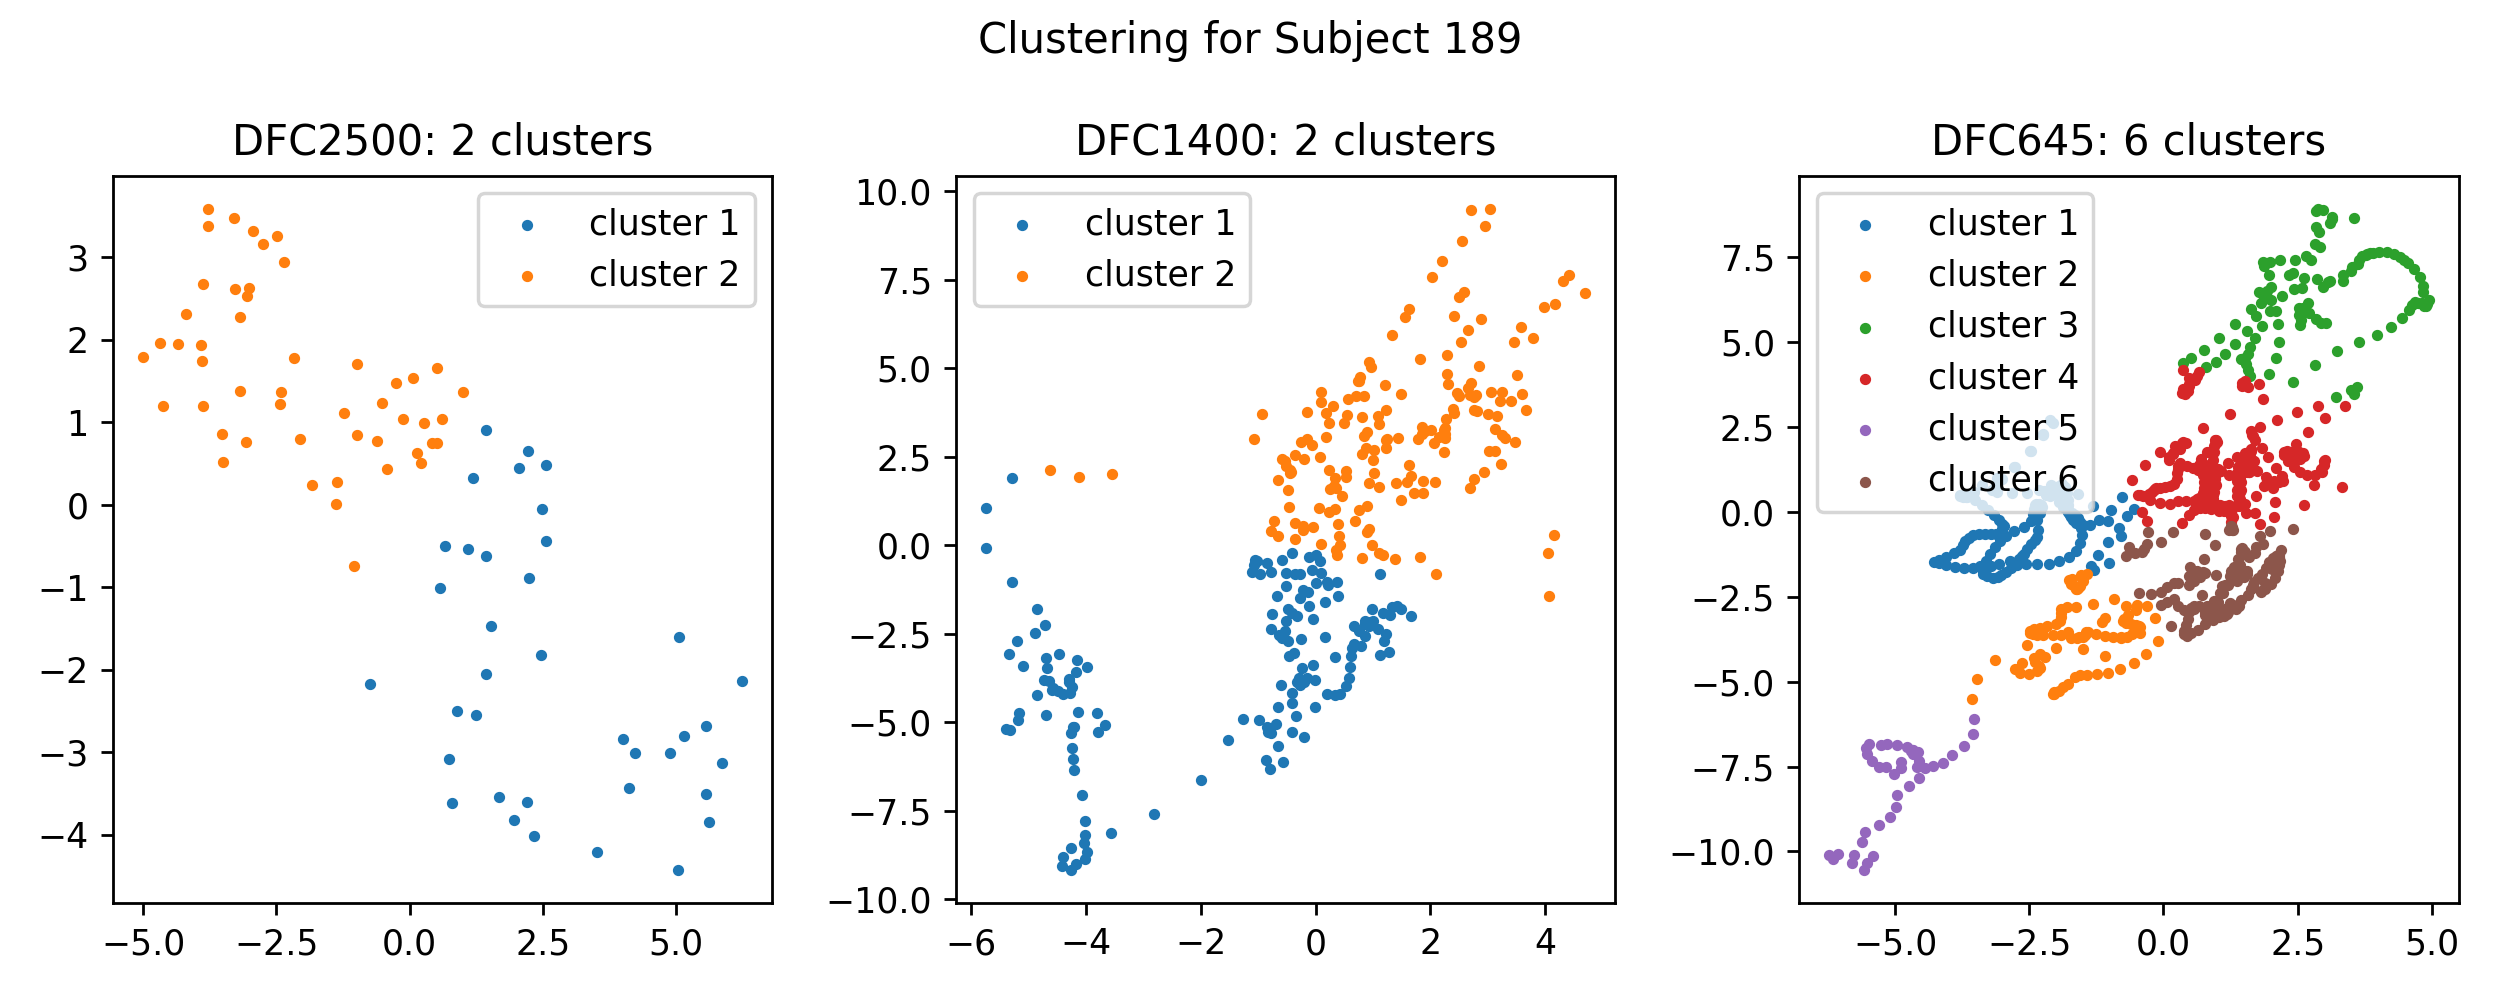 Clustering for Subject 189
DFC2500: 2 clusters
cluster 1
cluster 2
3
2
1
0
−1
−2
−3
−4
−5.0 −2.5 0.0 2.5 5.0
DFC1400: 2 clusters
cluster 1
cluster 2
10.0
7.5
5.0
2.5
0.0
−2.5
−5.0
−7.5
−10.0
−6 −4 −2 0 2 4
DFC645: 6 clusters
cluster 1
cluster 2
cluster 3
cluster 4
cluster 5
cluster 6
7.5
5.0
2.5
0.0
−2.5
−5.0
−7.5
−10.0
−5.0 −2.5 0.0 2.5 5.0